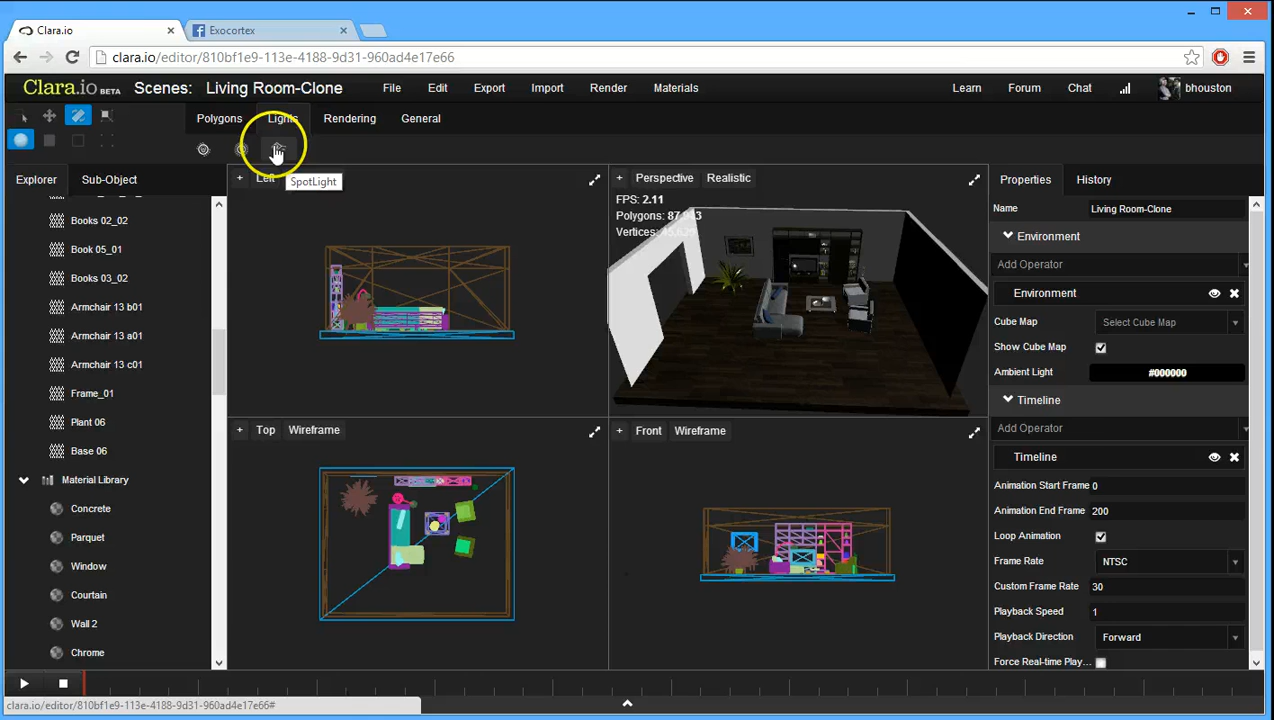 Clara.io
Exocortex
clara.io/editor/810bf1e9-113e-4188-9d31-960ad4e17e66
Clara.io BETA Scenes: Living Room-Clone File Edit Export Import Render Materials Learn Forum Chat bhouston
Polygons Lights Rendering General
SpotLight
Explorer Sub-Object
Books 02_02
Book 05_01
Books 03_02
Armchair 13 b01
Armchair 13 a01
Armchair 13 c01
Frame_01
Plant 06
Base 06
Material Library
Concrete
Parquet
Window
Courtain
Wall 2
Chrome
+ Left
+ Perspective Realistic
FPS: 2.11
Polygons: 87,
Vertices:
+ Top Wireframe
+ Front Wireframe
Properties History
Name Living Room-Clone
Environment
Add Operator
Environment
Cube Map Select Cube Map
Show Cube Map
Ambient Light #000000
Timeline
Add Operator
Timeline
Animation Start Frame 0
Animation End Frame 200
Loop Animation
Frame Rate NTSC
Custom Frame Rate 30
Playback Speed 1
Playback Direction Forward
Force Real-time Play...
clara.io/editor/810bf1e9-113e-4188-9d31-960ad4e17e66#